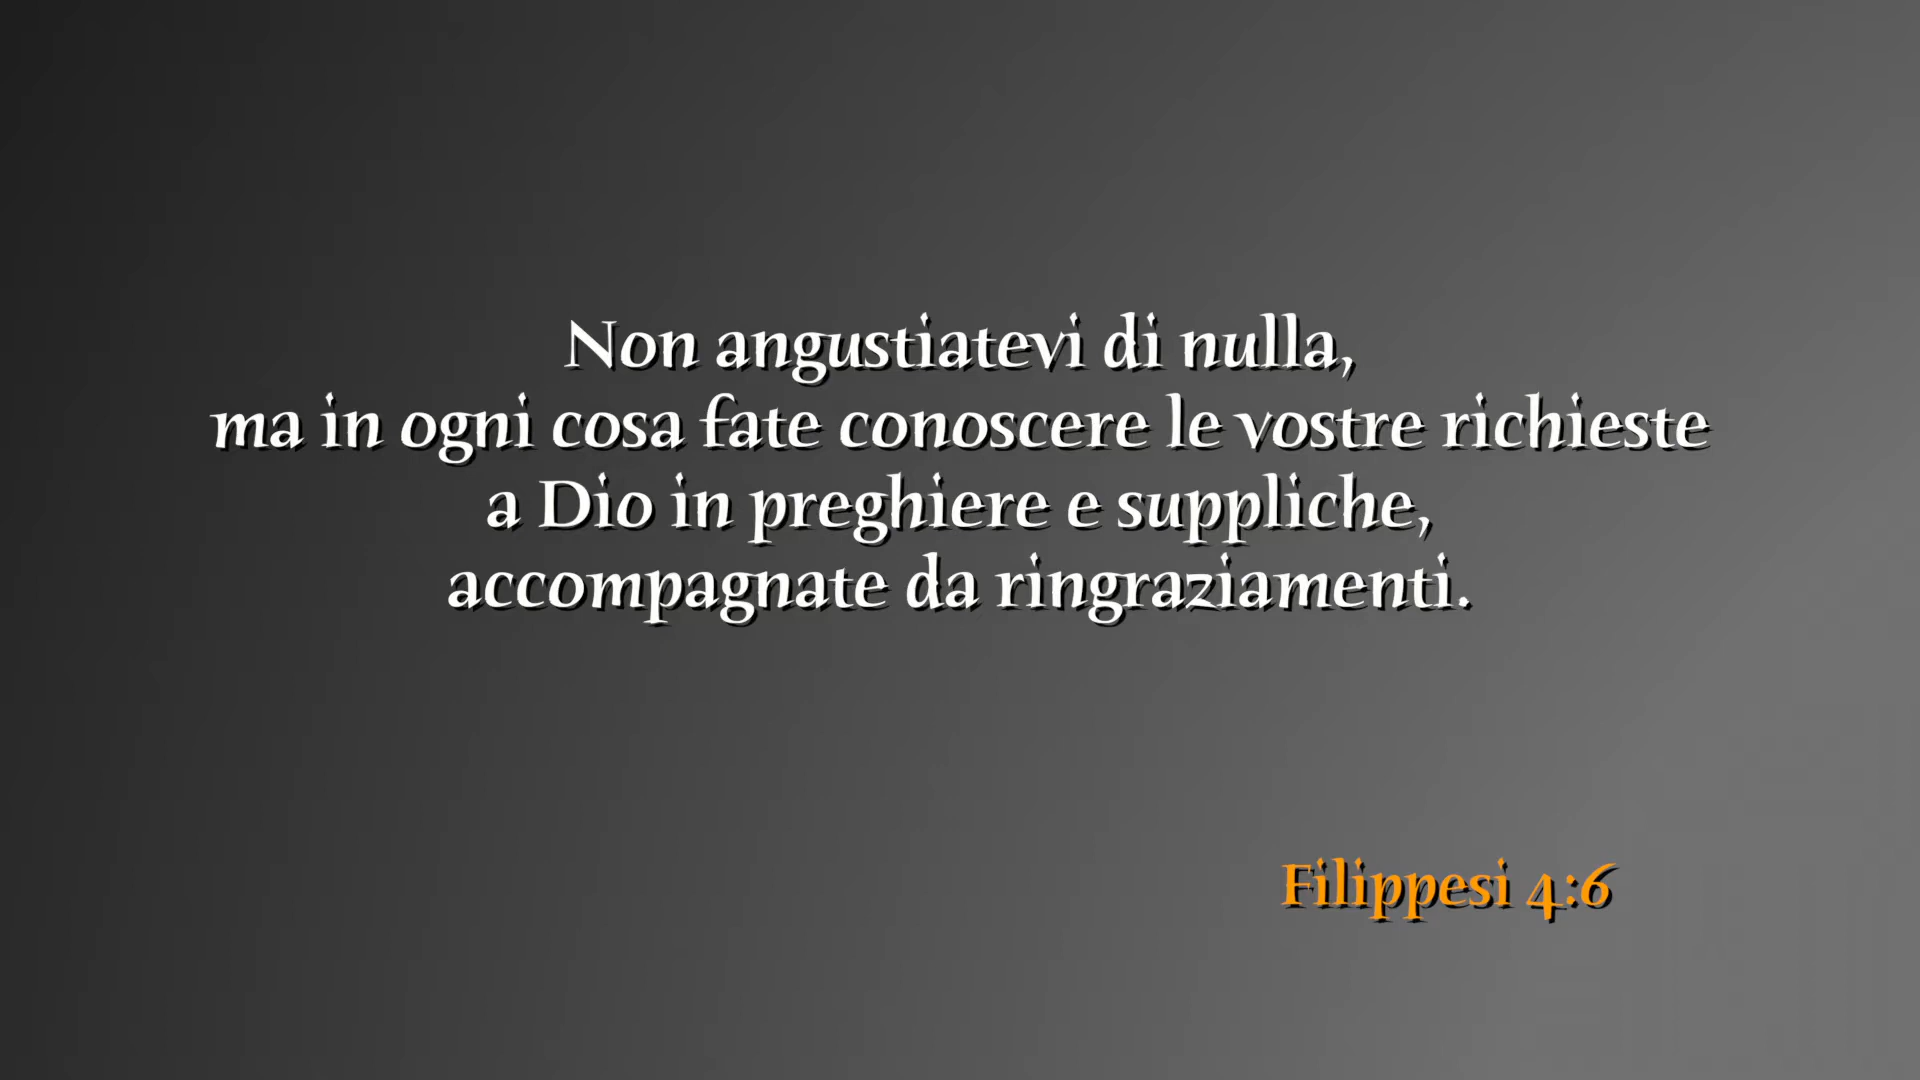 Non angustiatevi di nulla,
ma in ogni cosa fate conoscere le vostre richieste
a Dio in preghiere e suppliche,
accompagnate da ringraziamenti.
Filippesi 4:6